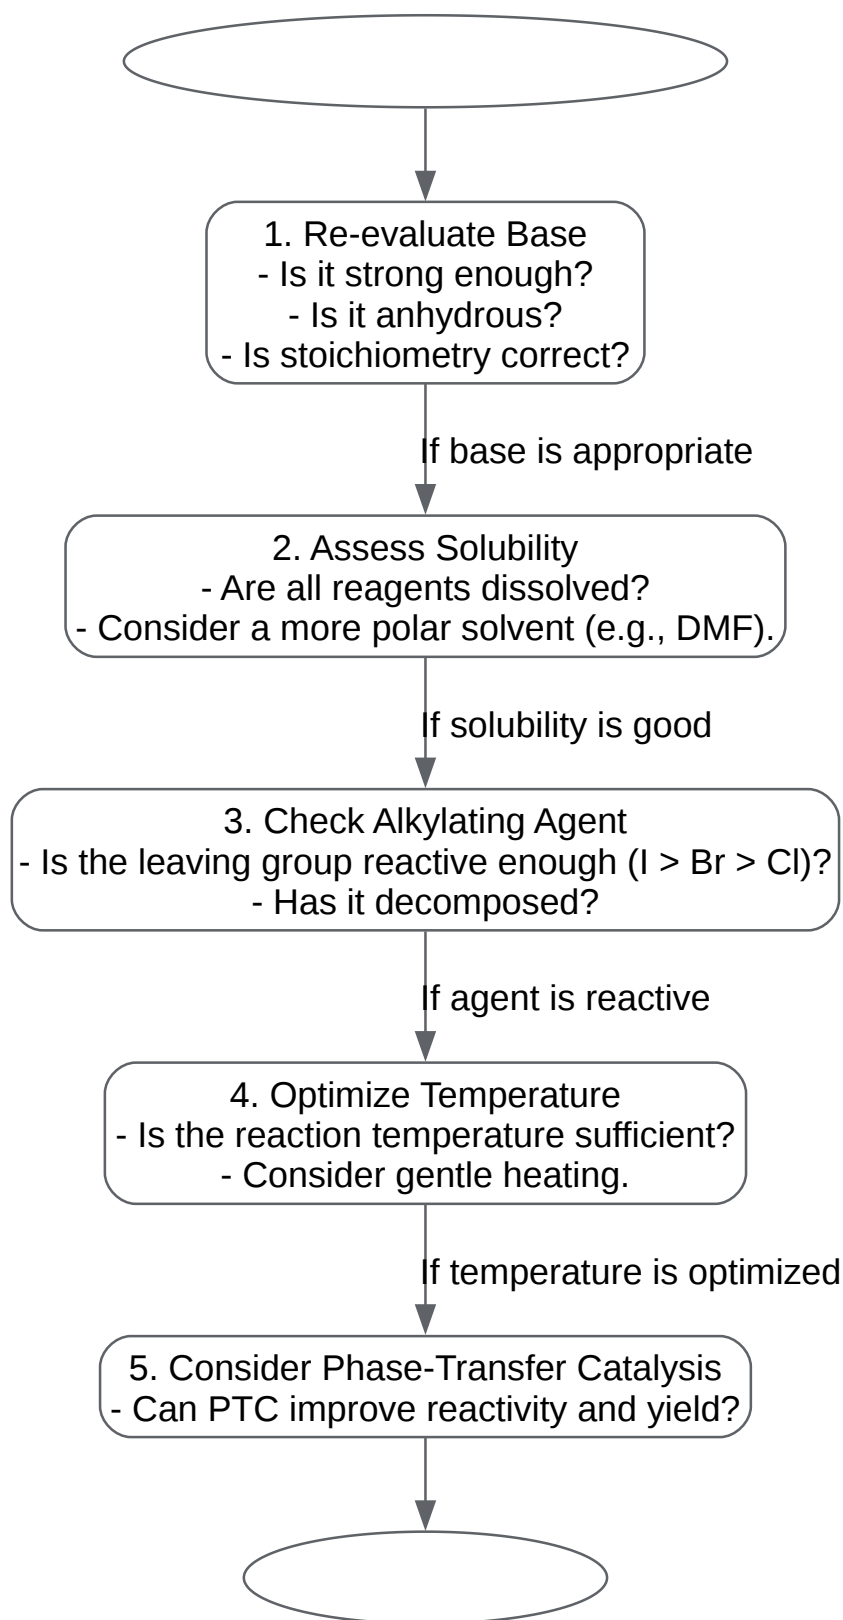 1. Re-evaluate Base
- Is it strong enough?
- Is it anhydrous?
- Is stoichiometry correct?
If base is appropriate
2. Assess Solubility
- Are all reagents dissolved?
- Consider a more polar solvent (e.g., DMF).
If solubility is good
3. Check Alkylating Agent
- Is the leaving group reactive enough (I > Br > Cl)?
- Has it decomposed?
If agent is reactive
4. Optimize Temperature
- Is the reaction temperature sufficient?
- Consider gentle heating.
If temperature is optimized
5. Consider Phase-Transfer Catalysis
- Can PTC improve reactivity and yield?